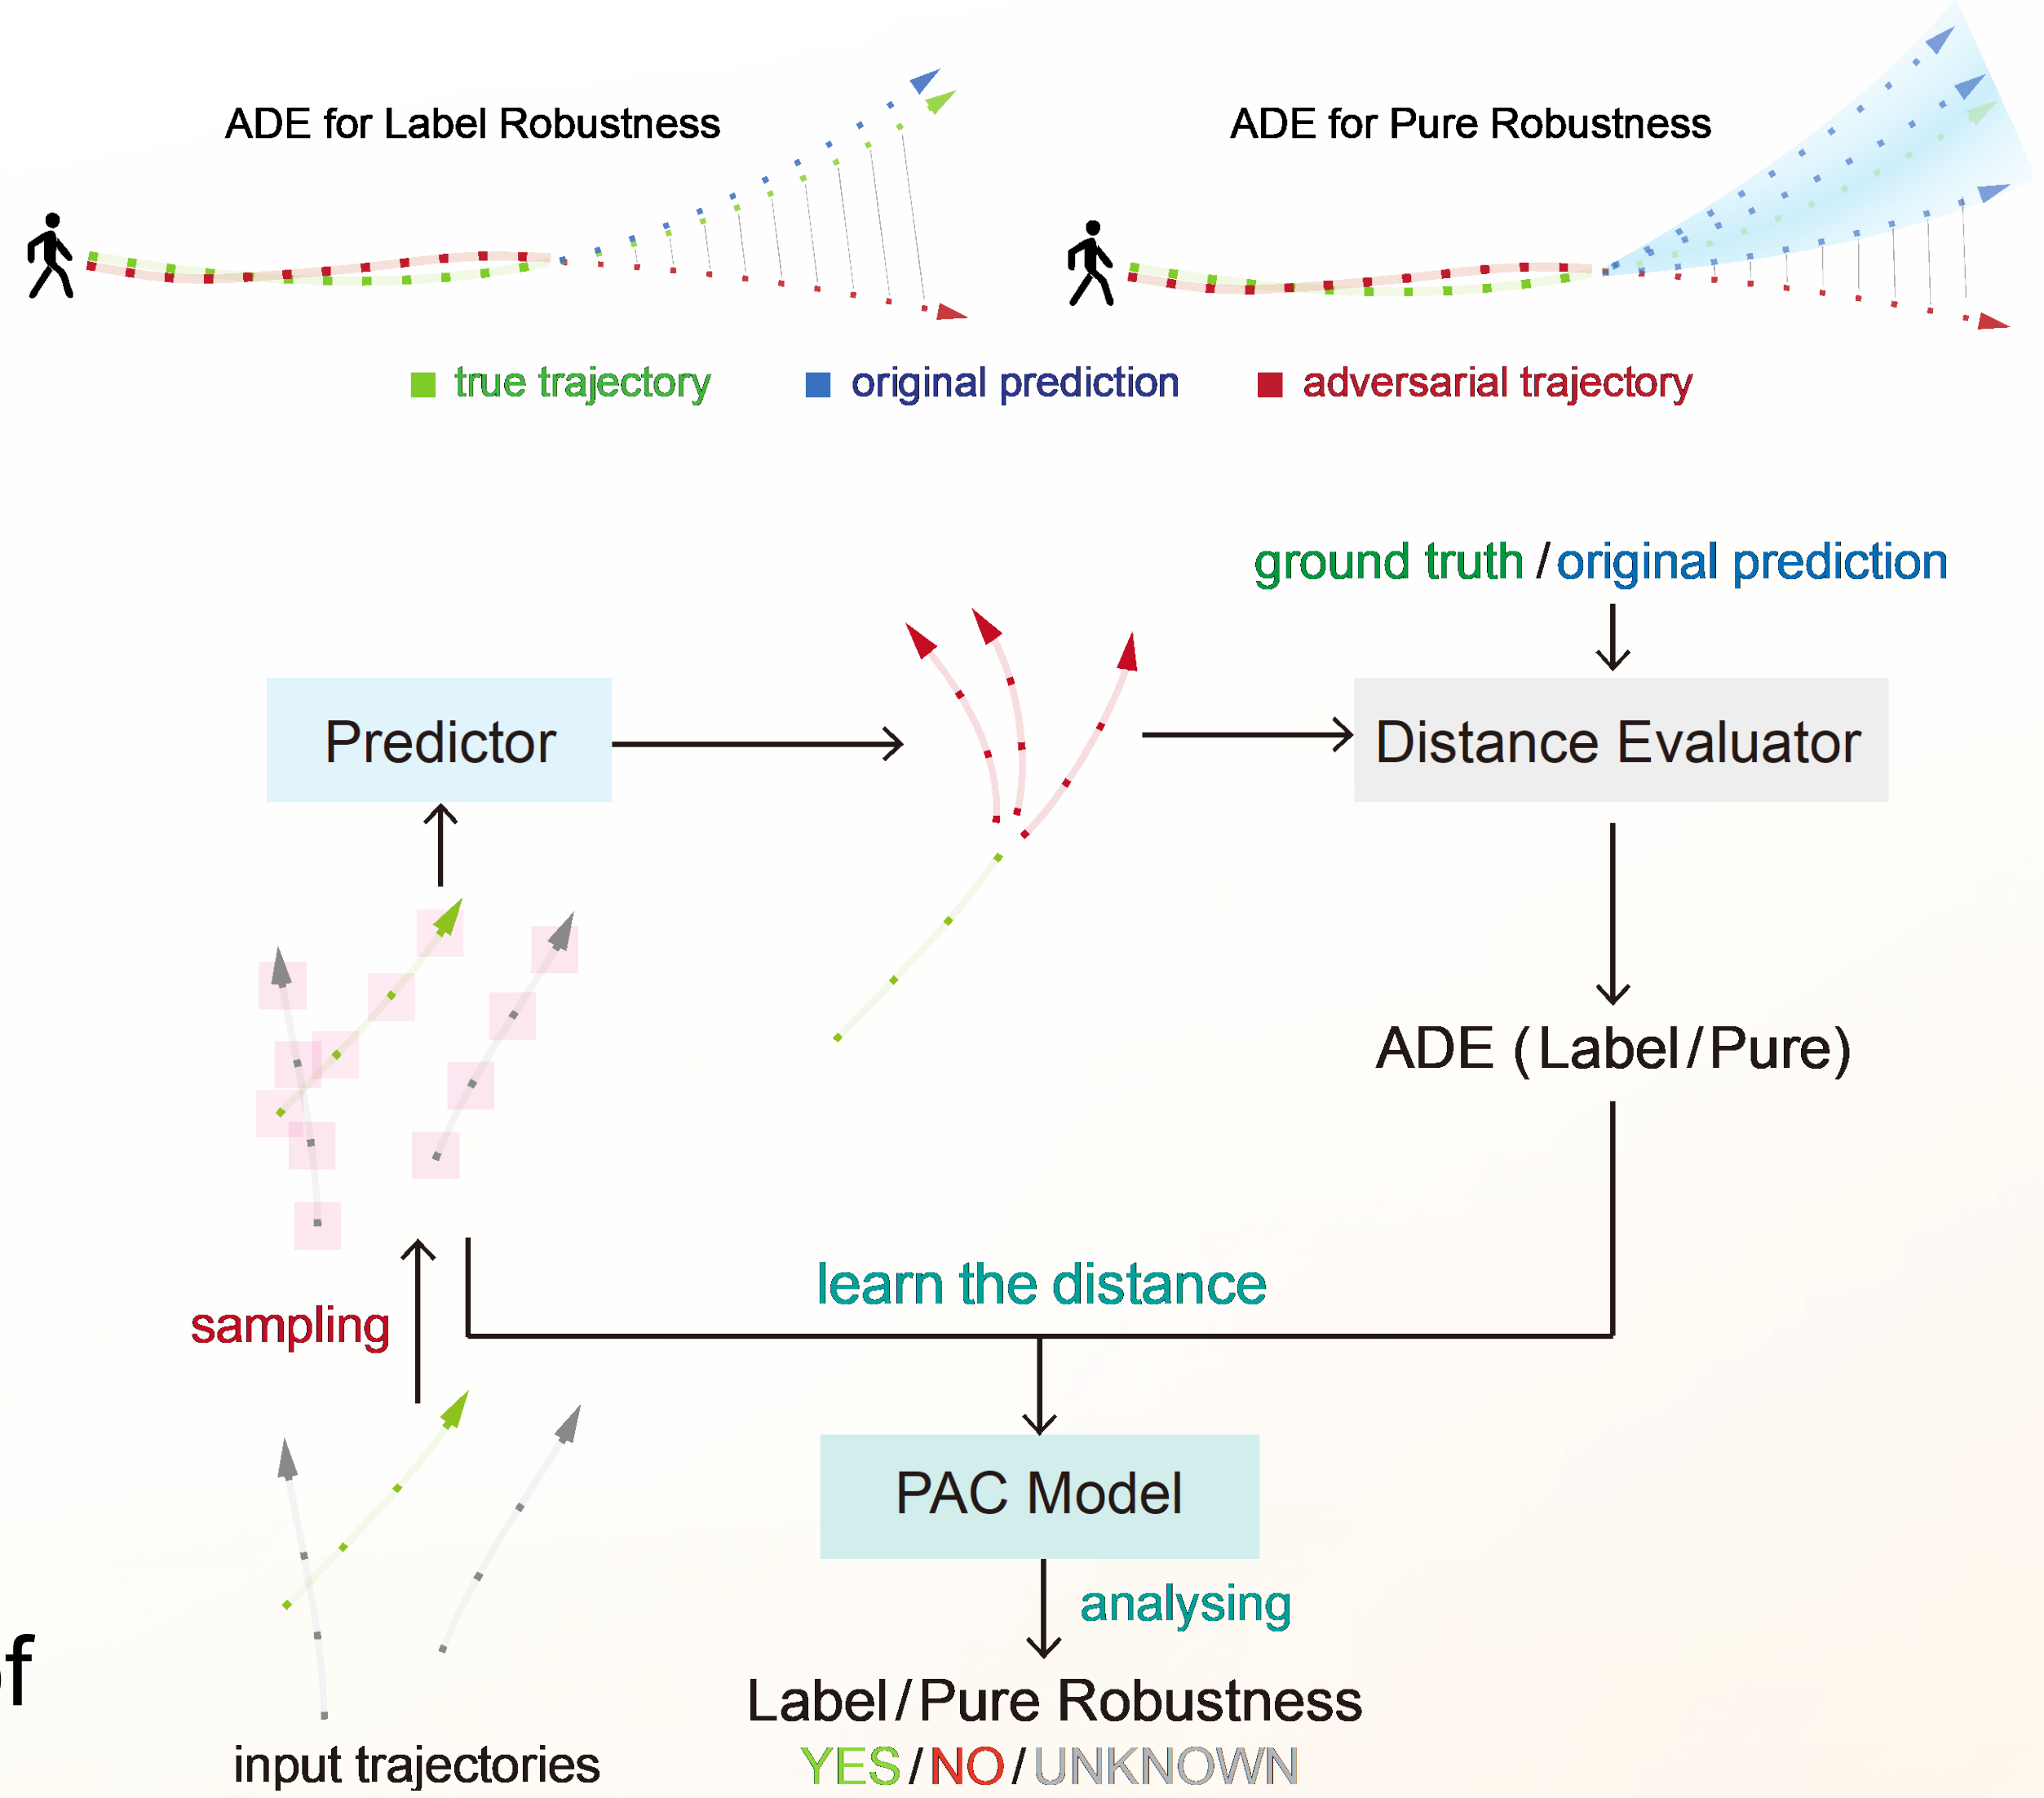 ADE for Label Robustness
ADE for Pure Robustness
true trajectory
original prediction
adversarial trajectory
ground truth / original prediction
Predictor
Distance Evaluator
ADE (Label/Pure)
learn the distance
sampling
PAC Model
analysing
of
Label/Pure Robustness
input trajectories
YES/NO/UNKNOWN